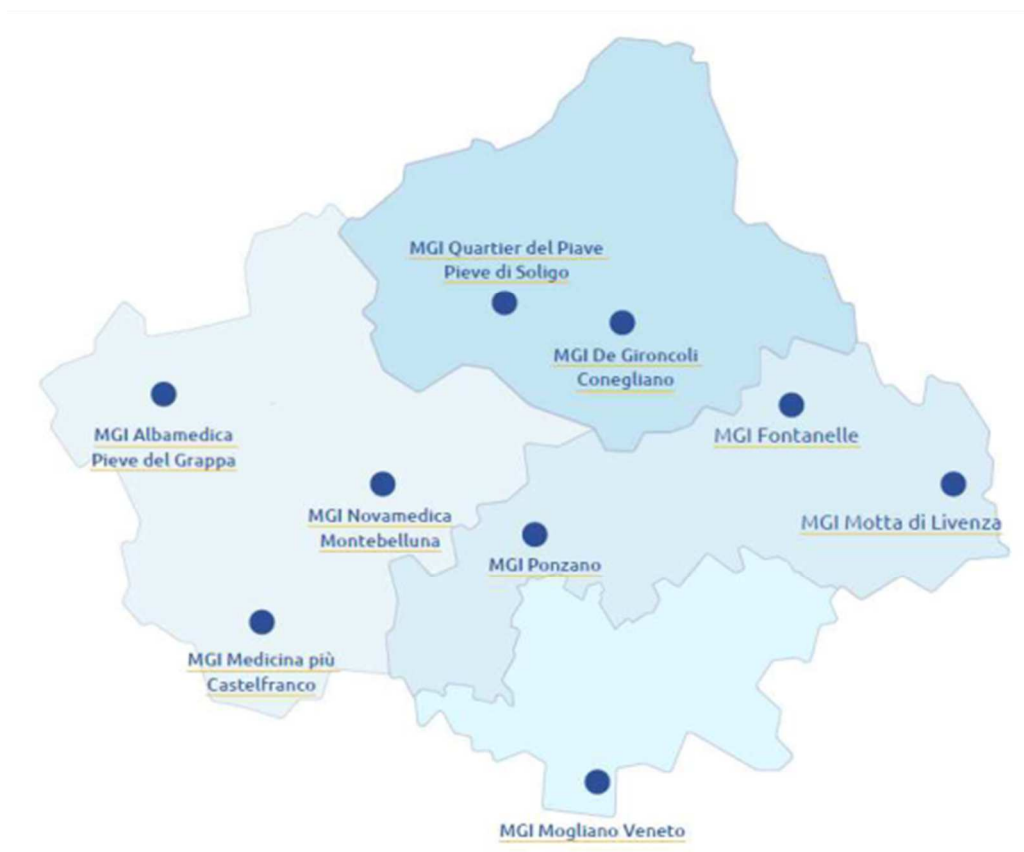 MGI Quartier del Piave
Pieve di Soligo
MGI De Gironcoli
Conegliano
MGI Albamedica
Pieve del Grappa
MGI Fontanelle
MGI Novamedica
Montebelluna
MGI Motta di Livenza
MGI Ponzano
MGI Medicina più
Castelfranco
MGI Mogliano Veneto